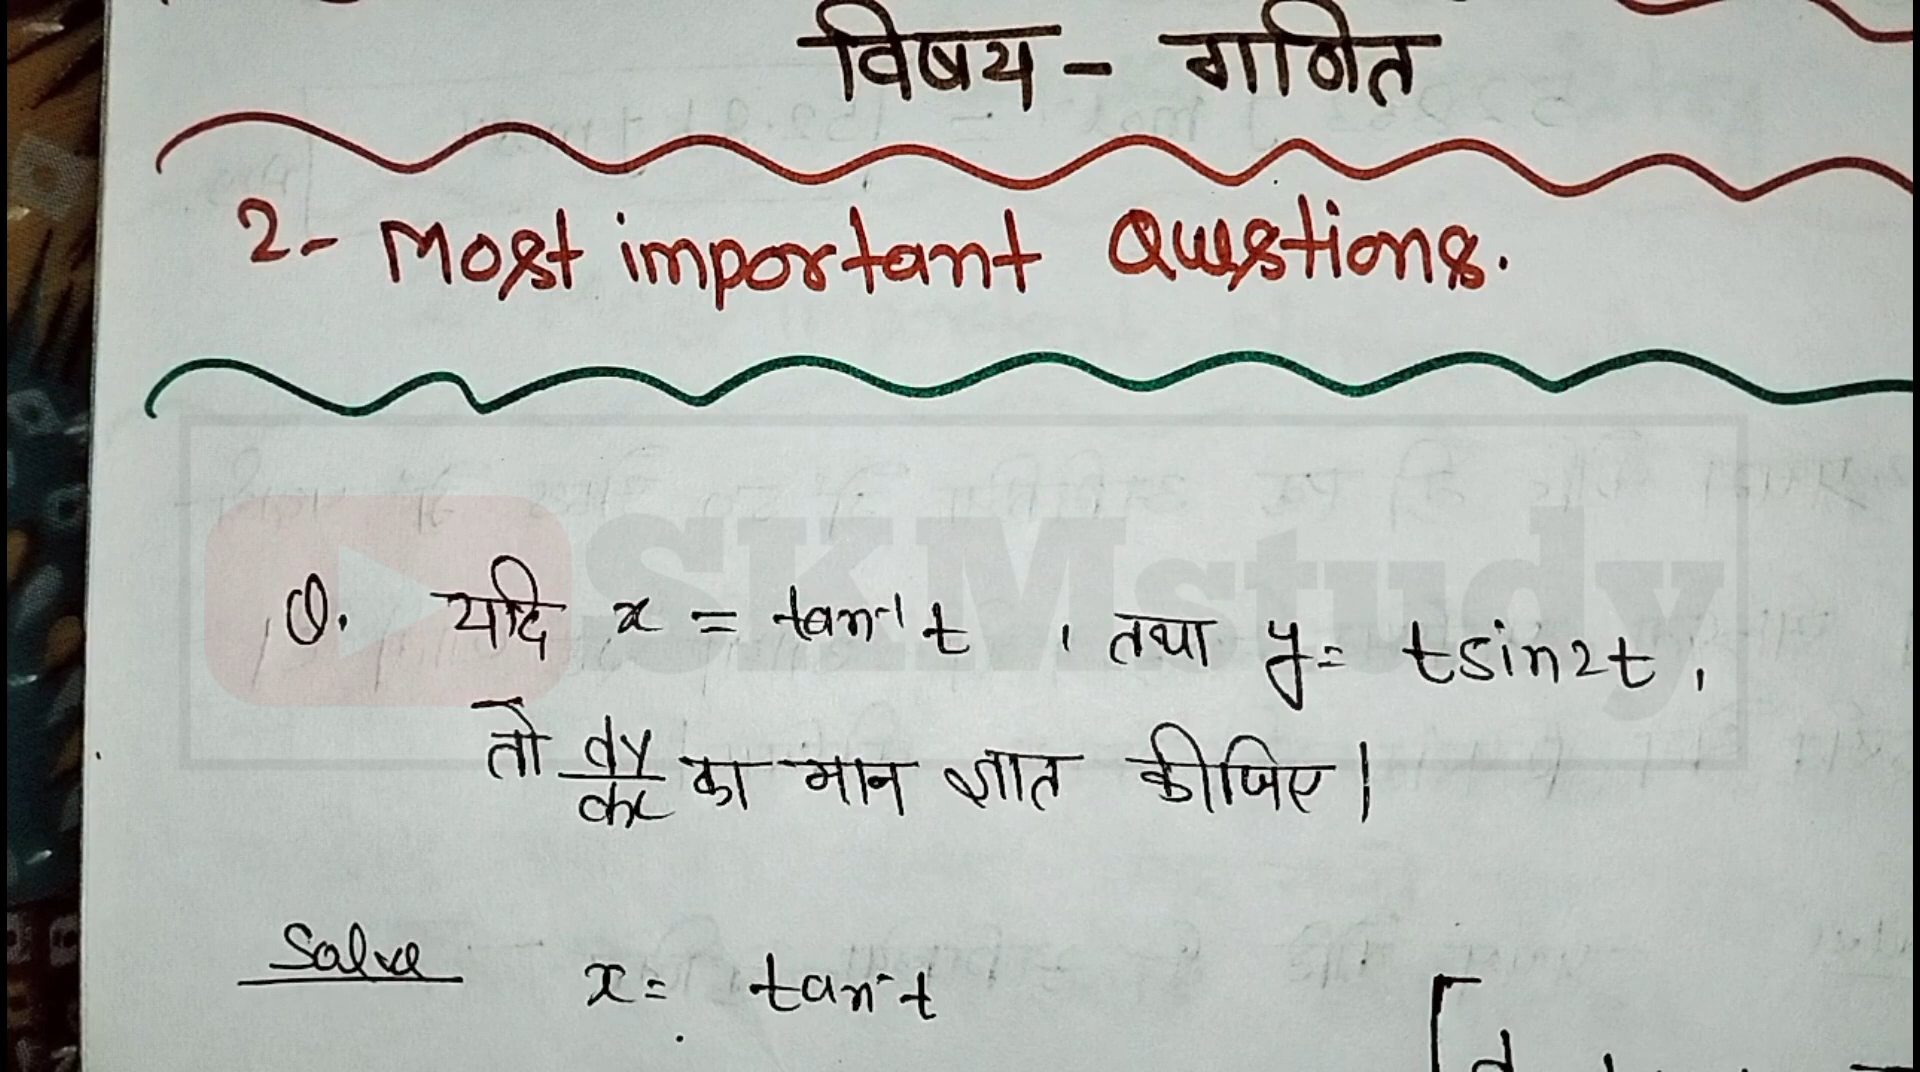 विषय - गणित
2- Most important Questions.
SKMstudy
Q. यदि x = tan⁻¹t , तथा y = tsin2t ,
तो dy/dx का मान ज्ञात कीजिए।
Solve x = tan⁻¹t